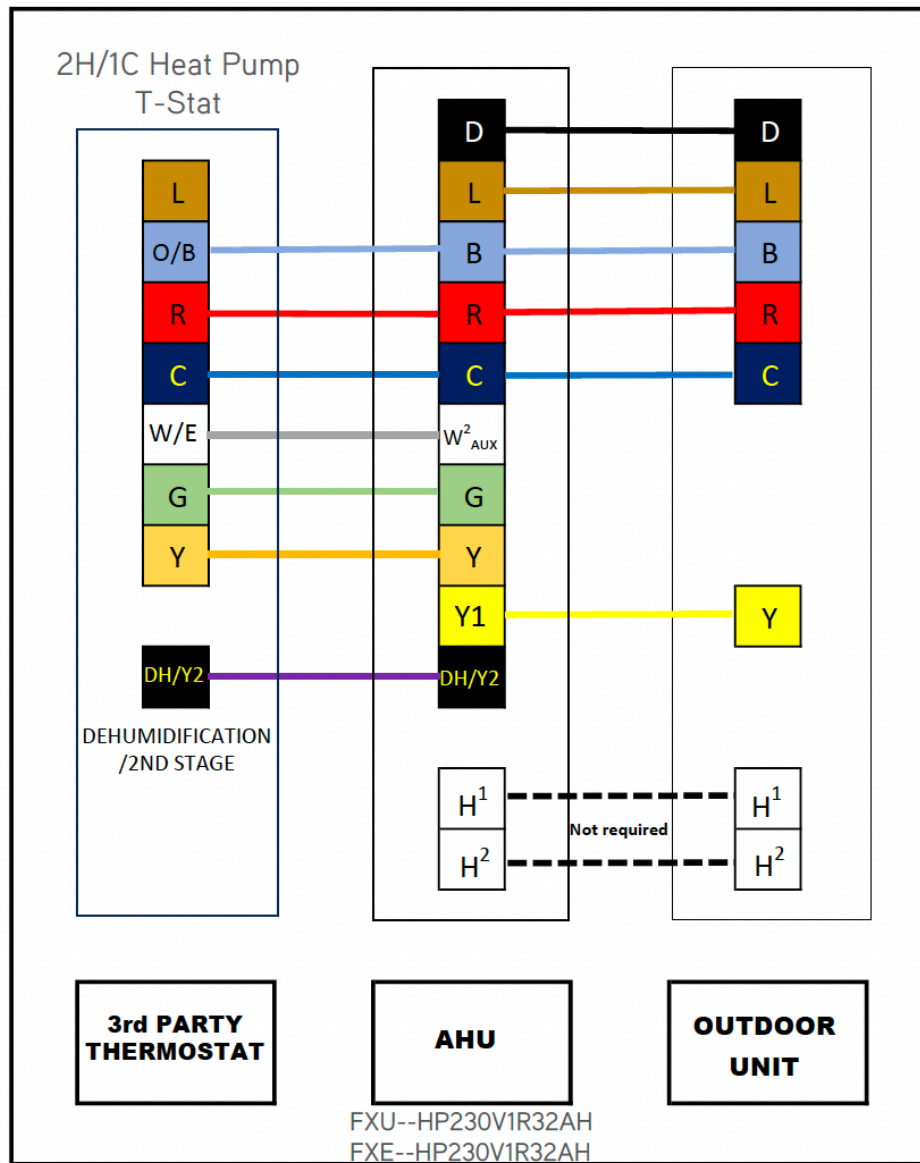 2H/1C Heat Pump
T-Stat
D D
L L L
O/B B B
R R R
C C C
W/E W²AUX
G G
Y Y
Y1 Y
DH/Y2 DH/Y2
DEHUMIDIFICATION
/2ND STAGE
H¹ H¹
Not required
H² H²
3rd PARTY
THERMOSTAT
AHU
OUTDOOR
UNIT
FXU--HP230V1R32AH
FXE--HP230V1R32AH